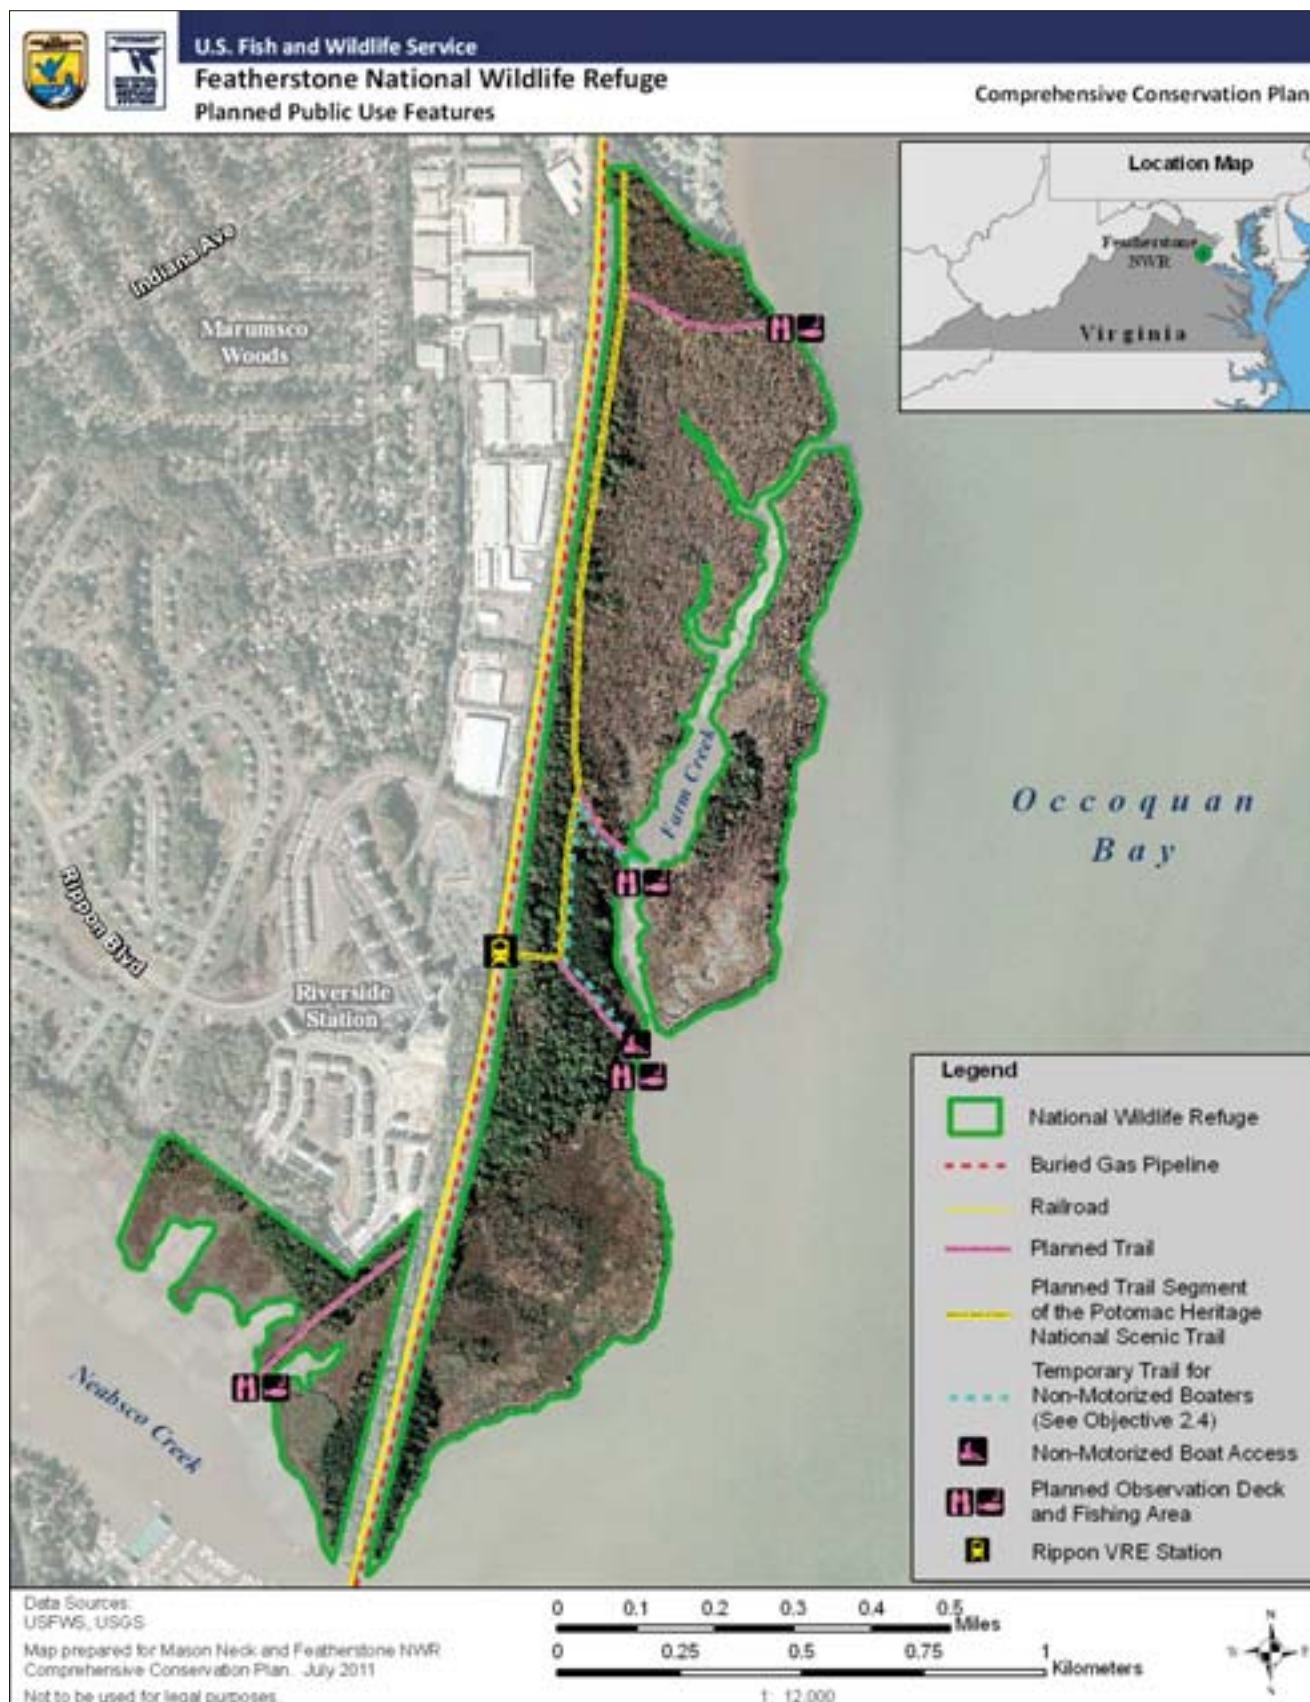 U.S. Fish and Wildlife Service
Featherstone National Wildlife Refuge
Planned Public Use Features
Comprehensive Conservation Plan
Location Map
Featherstone
NWR
Virginia
Indiana Ave
Marumsco
Woods
Farm Creek
Occoquan
Bay
Rippon Blvd
Riverside
Station
Neabsco Creek
Legend
National Wildlife Refuge
Buried Gas Pipeline
Railroad
Planned Trail
Planned Trail Segment
of the Potomac Heritage
National Scenic Trail
Temporary Trail for
Non-Motorized Boaters
(See Objective 2.4)
Non-Motorized Boat Access
Planned Observation Deck
and Fishing Area
Rippon VRE Station
Data Sources:
USFWS, USGS
Map prepared for Mason Neck and Featherstone NWR
Comprehensive Conservation Plan. July 2011
Not to be used for legal purposes.
0 0.1 0.2 0.3 0.4 0.5
Miles
0 0.25 0.5 0.75 1
Kilometers
1: 12,000
N
E
S
W